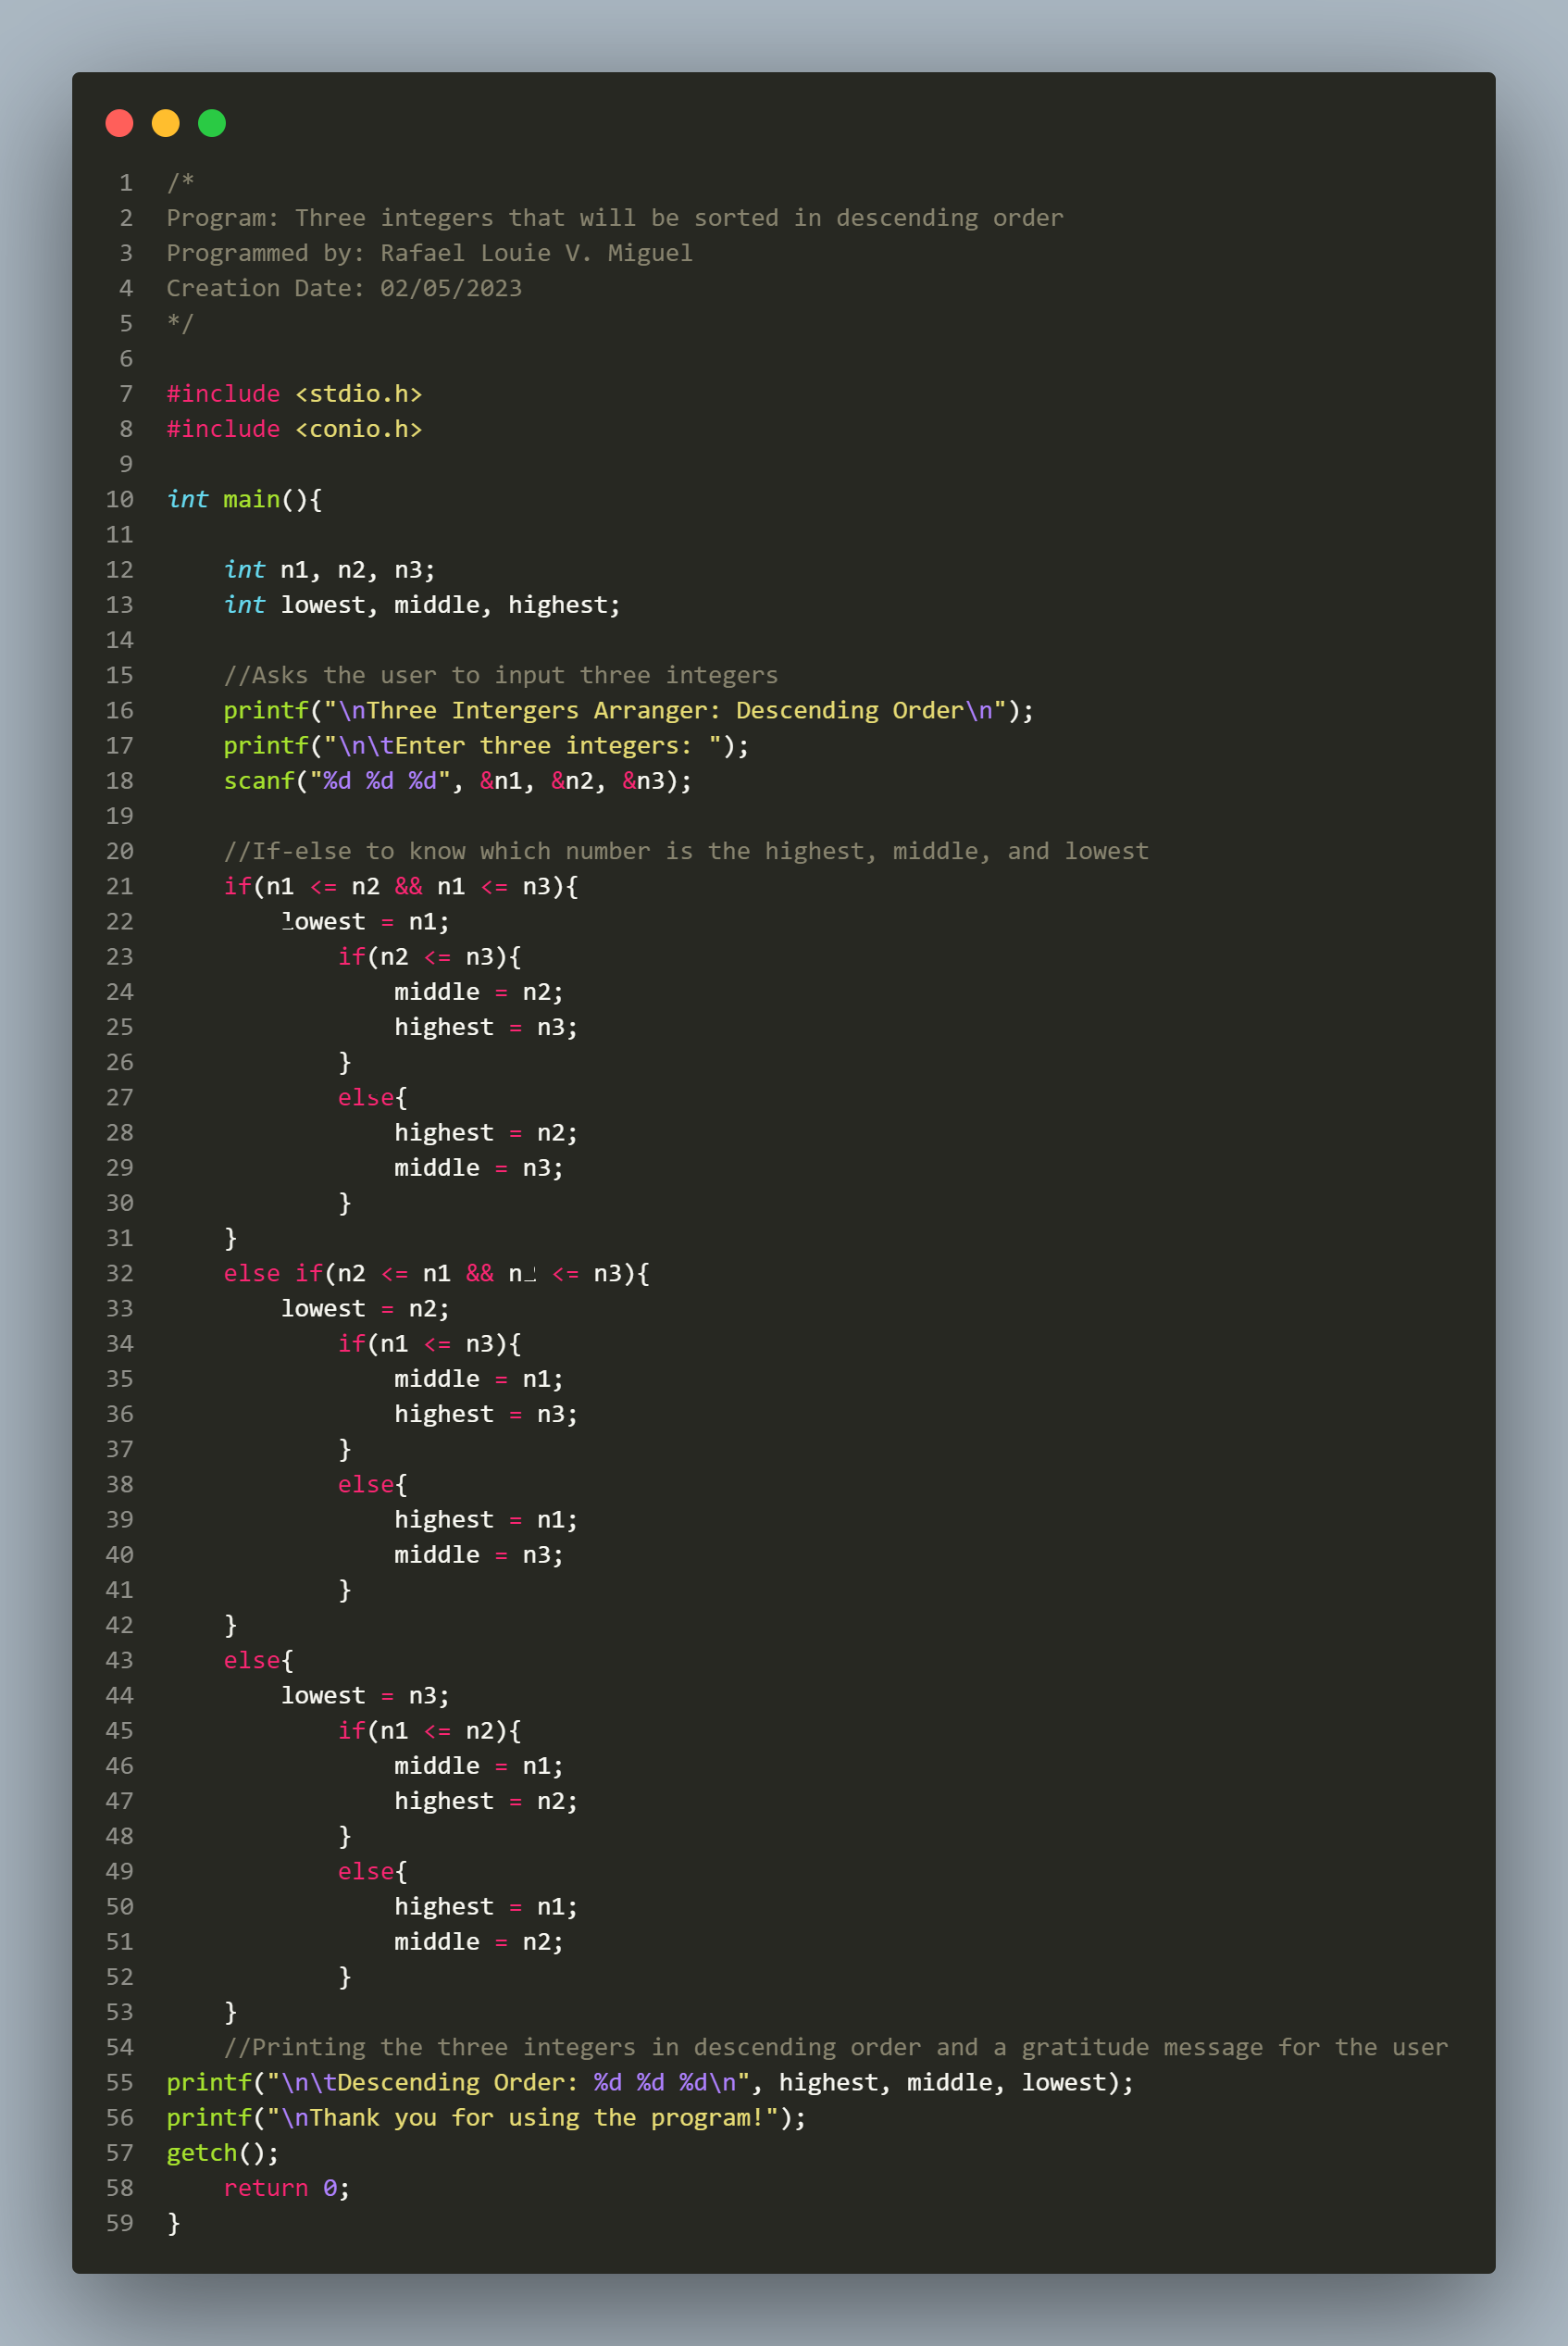 1 /*
2 Program: Three integers that will be sorted in descending order
3 Programmed by: Rafael Louie V. Miguel
4 Creation Date: 02/05/2023
5 */
6
7 #include <stdio.h>
8 #include <conio.h>
9
10 int main(){
11
12     int n1, n2, n3;
13     int lowest, middle, highest;
14
15     //Asks the user to input three integers
16     printf("\nThree Intergers Arranger: Descending Order\n");
17     printf("\n\tEnter three integers: ");
18     scanf("%d %d %d", &n1, &n2, &n3);
19
20     //If-else to know which number is the highest, middle, and lowest
21     if(n1 <= n2 && n1 <= n3){
22         lowest = n1;
23             if(n2 <= n3){
24                 middle = n2;
25                 highest = n3;
26             }
27             else{
28                 highest = n2;
29                 middle = n3;
30             }
31     }
32     else if(n2 <= n1 && <= n3){
33         lowest = n2;
34             if(n1 <= n3){
35                 middle = n1;
36                 highest = n3;
37             }
38             else{
39                 highest = n1;
40                 middle = n3;
41             }
42     }
43     else{
44         lowest = n3;
45             if(n1 <= n2){
46                 middle = n1;
47                 highest = n2;
48             }
49             else{
50                 highest = n1;
51                 middle = n2;
52             }
53     }
54     //Printing the three integers in descending order and a gratitude message for the user
55 printf("\n\tDescending Order: %d %d %d\n", highest, middle, lowest);
56 printf("\nThank you for using the program!");
57 getch();
58     return 0;
59 }